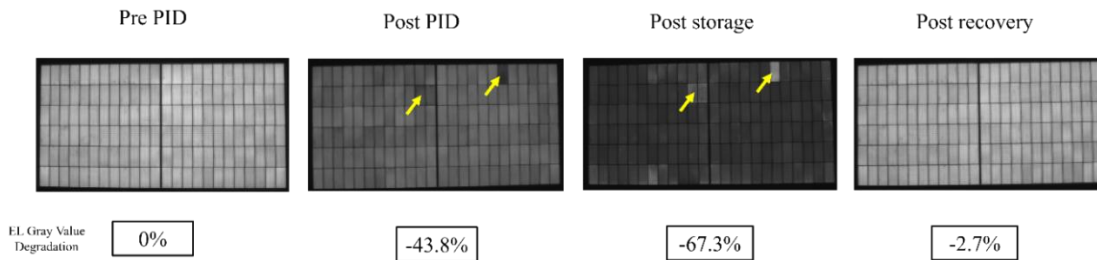 Pre PID
Post PID
Post storage
Post recovery
EL Gray Value
Degradation
0%
-43.8%
-67.3%
-2.7%